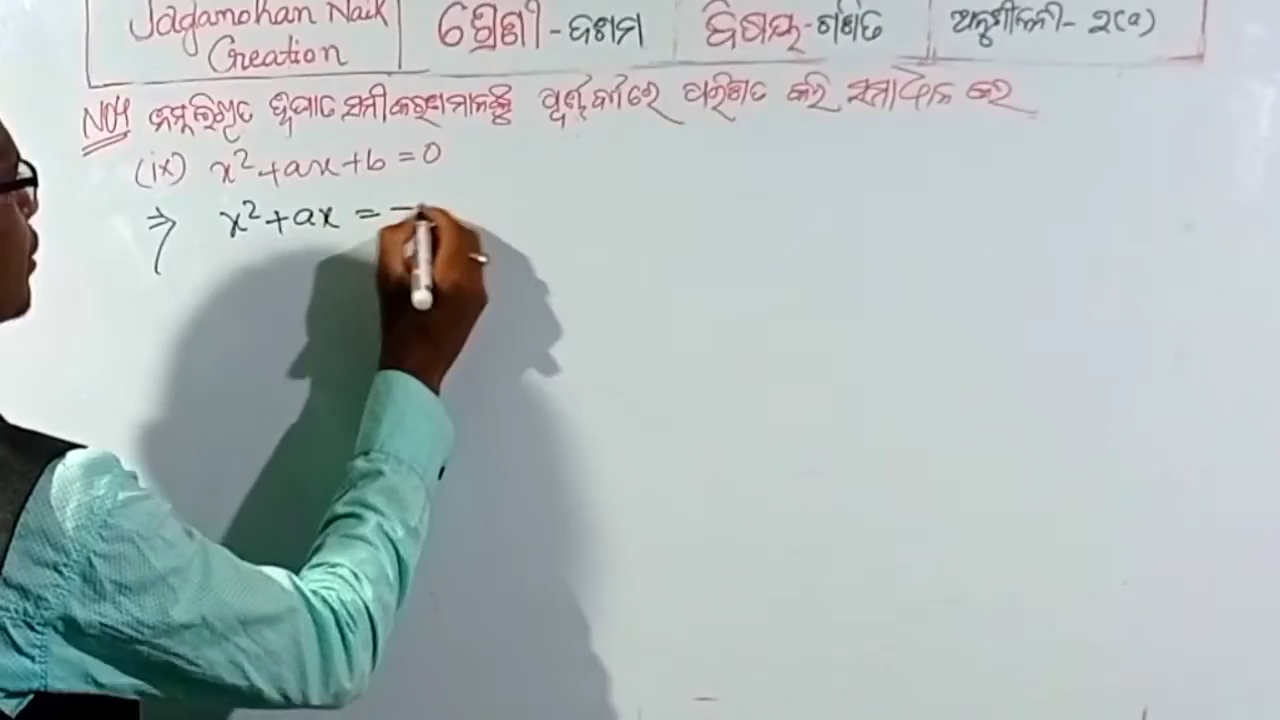 Jagamohan Naik Creation
ଶ୍ରେଣୀ - ଦଶମ
ବିଷୟ - ଗଣିତ
ଅନୁଶୀଳନୀ - ୨(a)
No4 ନିମ୍ନଲିଖିତ ଦ୍ୱିଘାତ ସମୀକରଣମାନଙ୍କୁ ପୂର୍ଣ୍ଣବର୍ଗରେ ପରିଣତ କରି ସମାଧାନ କର
(ix) x²+ax+b=0
⇒ x²+ax = -